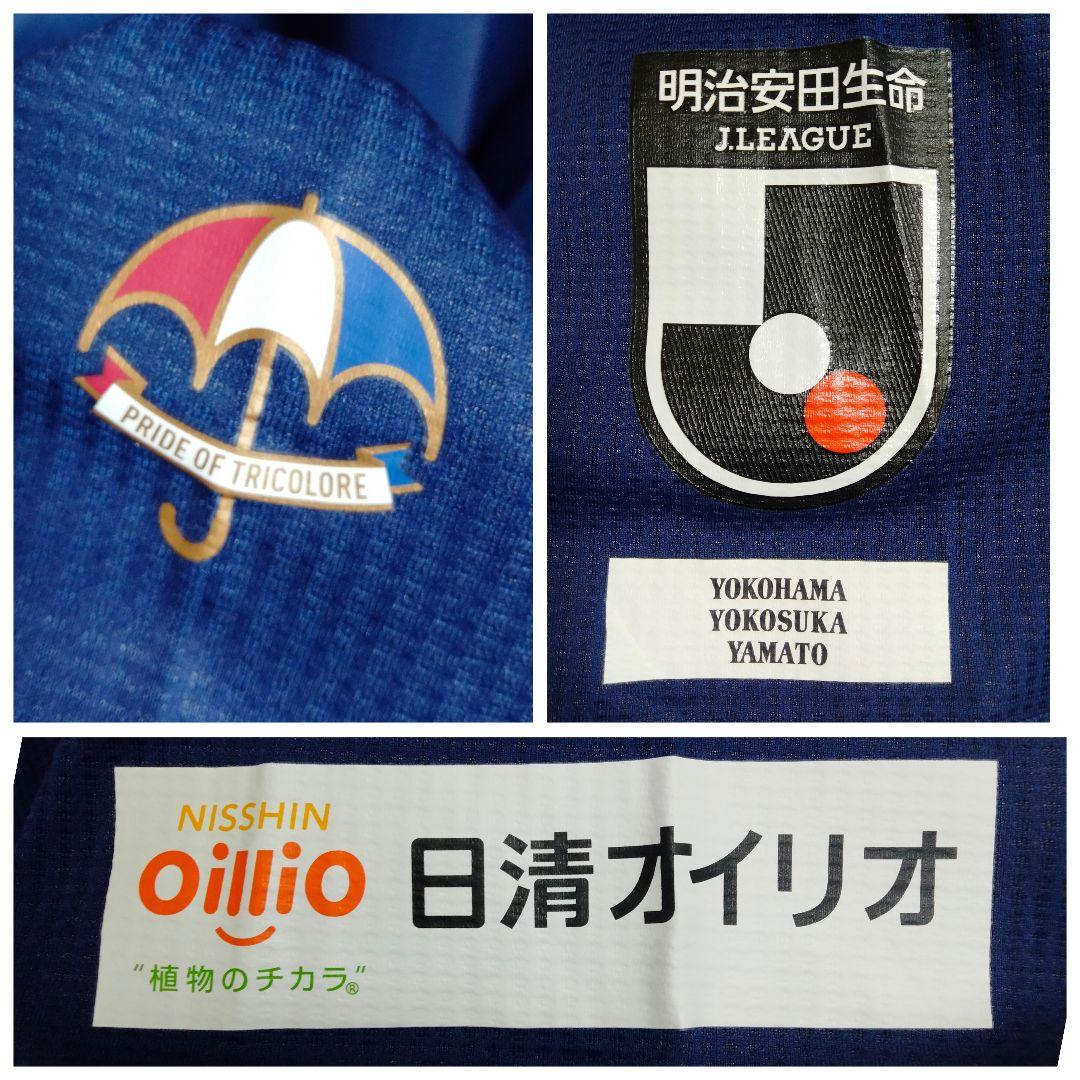 PRIDE OF TRICOLORE
明治安田生命
J.LEAGUE
YOKOHAMA
YOKOSUKA
YAMATO
NISSHIN
OilliO
日清オイリオ
"植物のチカラ"®